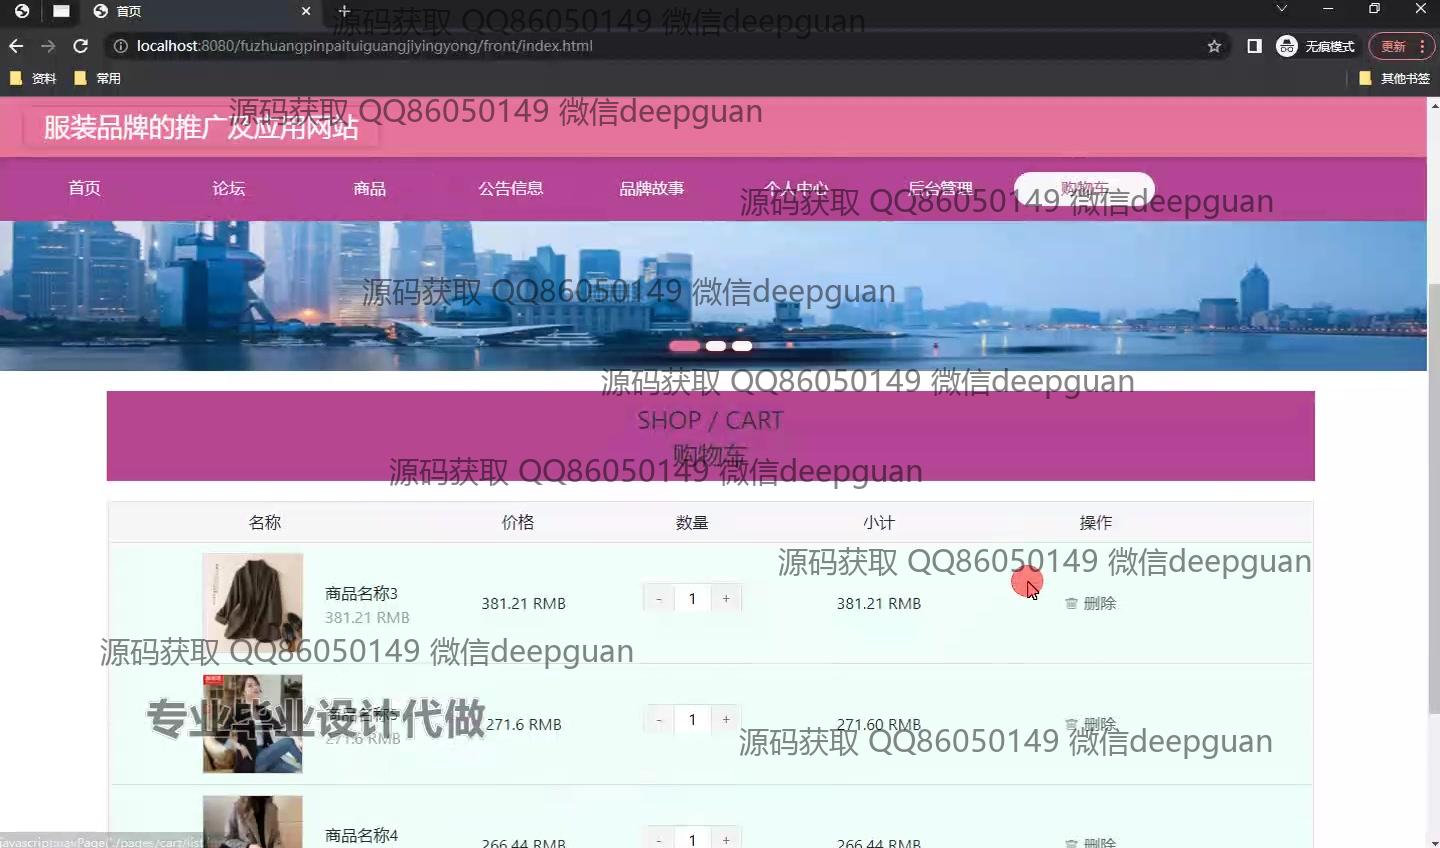 首页
源码获取 QQ86050149 微信deepguan
localhost:8080/fuzhuangpinpaituiguangjiyingyong/front/index.html
无痕模式
更新
资料
常用
其他书签
源码获取 QQ86050149 微信deepguan
服装品牌的推广及应用网站
首页
论坛
商品
公告信息
品牌故事
个人中心
后台管理
购物车
源码获取 QQ86050149 微信deepguan
源码获取 QQ86050149 微信deepguan
源码获取 QQ86050149 微信deepguan
SHOP / CART
购物车
源码获取 QQ86050149 微信deepguan
名称
价格
数量
小计
操作
源码获取 QQ86050149 微信deepguan
商品名称3
381.21 RMB
381.21 RMB
- 1 +
381.21 RMB
删除
源码获取 QQ86050149 微信deepguan
专业毕业设计代做
商品名称5
271.6 RMB
271.6 RMB
- 1 +
271.60 RMB
删除
源码获取 QQ86050149 微信deepguan
商品名称4
266.44 RMB
- 1 +
266.44 RMB
删除